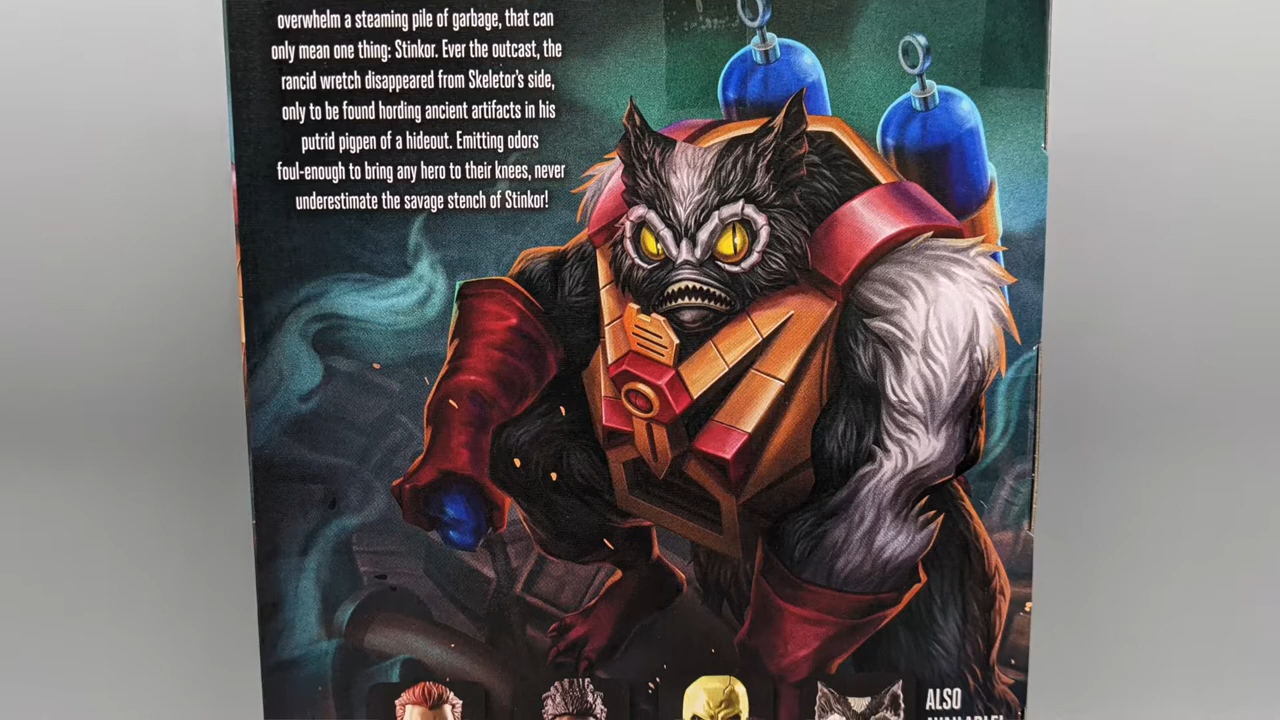 overwhelm a steaming pile of garbage, that can
only mean one thing: Stinkor. Ever the outcast, the
rancid wretch disappeared from Skeletor's side,
only to be found hording ancient artifacts in his
putrid pigpen of a hideout. Emitting odors
foul-enough to bring any hero to their knees, never
underestimate the savage stench of Stinkor!
ALSO
AVAILABLE!